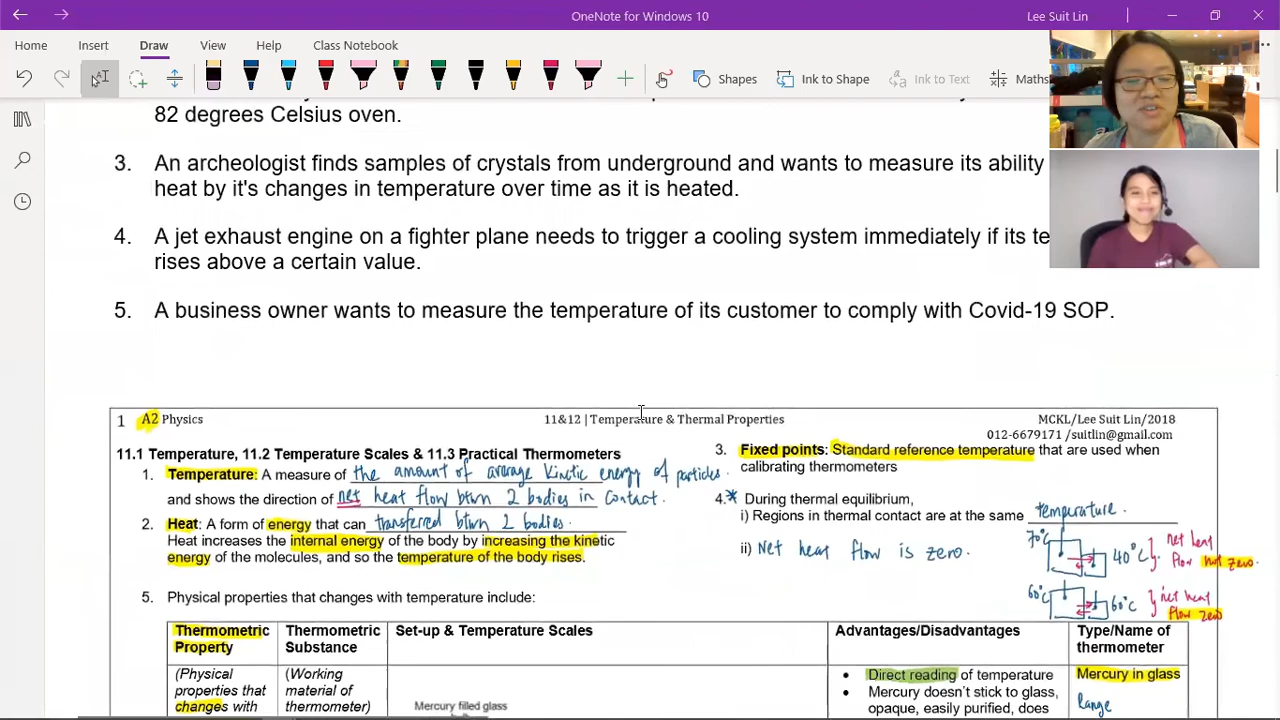 OneNote for Windows 10
Lee Suit Lin
Home Insert Draw View Help Class Notebook
Shapes Ink to Shape Ink to Text Maths
82 degrees Celsius oven.
3. An archeologist finds samples of crystals from underground and wants to measure its ability
heat by it's changes in temperature over time as it is heated.
4. A jet exhaust engine on a fighter plane needs to trigger a cooling system immediately if its te
rises above a certain value.
5. A business owner wants to measure the temperature of its customer to comply with Covid-19 SOP.
1 A2 Physics 11&12 | Temperature & Thermal Properties MCKL/Lee Suit Lin/2018
012-6679171 /suitlin@gmail.com
11.1 Temperature, 11.2 Temperature Scales & 11.3 Practical Thermometers
1. Temperature: A measure of the amount of average kinetic energy of particles.
and shows the direction of net heat flow btwn 2 bodies in contact.
2. Heat: A form of energy that can transferred btwn 2 bodies.
Heat increases the internal energy of the body by increasing the kinetic
energy of the molecules, and so the temperature of the body rises.
3. Fixed points: Standard reference temperature that are used when
calibrating thermometers
4.* During thermal equilibrium,
i) Regions in thermal contact are at the same temperature.
ii) Net heat flow is zero.
70°C 40°C } net heat
flow not zero.
60°C 60°C } net heat
flow zero
5. Physical properties that changes with temperature include:
Thermometric
Property
Thermometric
Substance
Set-up & Temperature Scales
Advantages/Disadvantages
Type/Name of
thermometer
(Physical
properties that
changes with
(Working
material of
thermometer)
Mercury filled glass
• Direct reading of temperature
• Mercury doesn't stick to glass,
opaque, easily purified, does
Mercury in glass